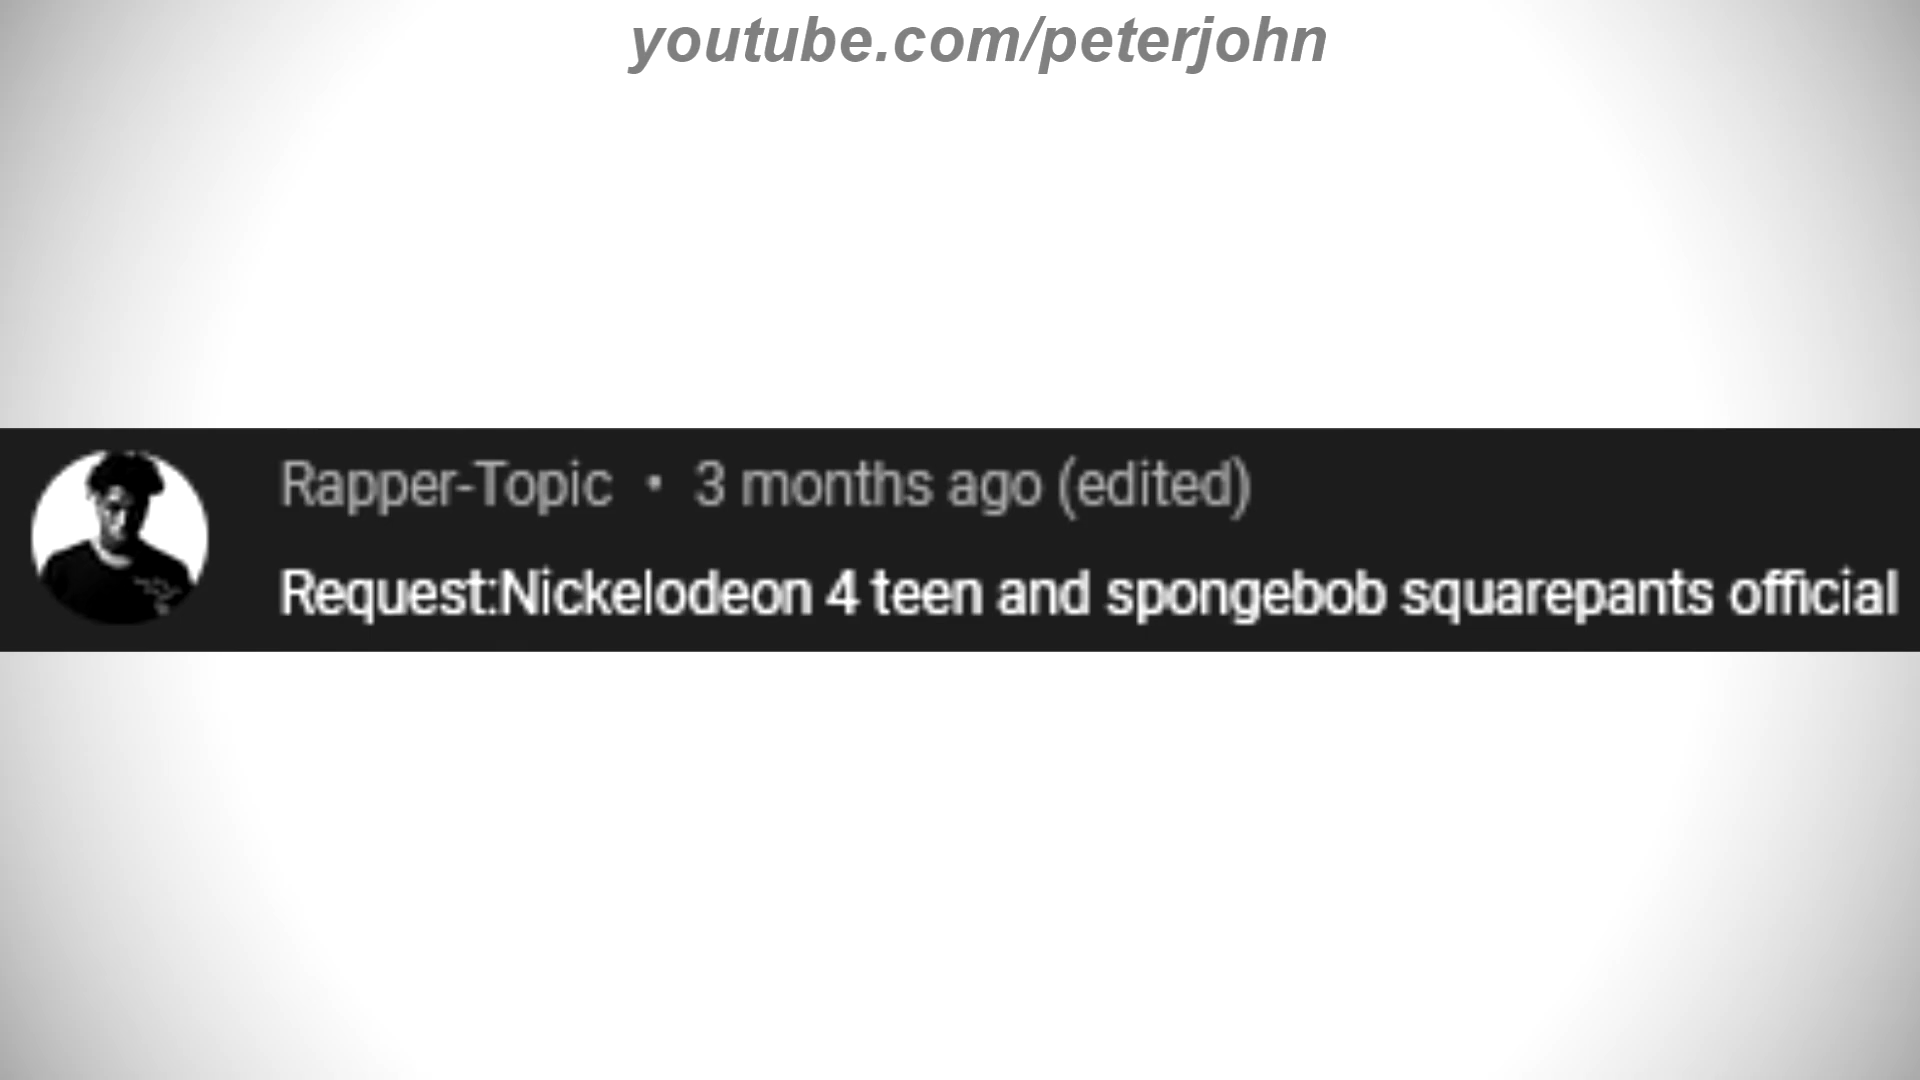 youtube.com/peterjohn
Rapper-Topic • 3 months ago (edited)
Request:Nickelodeon 4 teen and spongebob squarepants official